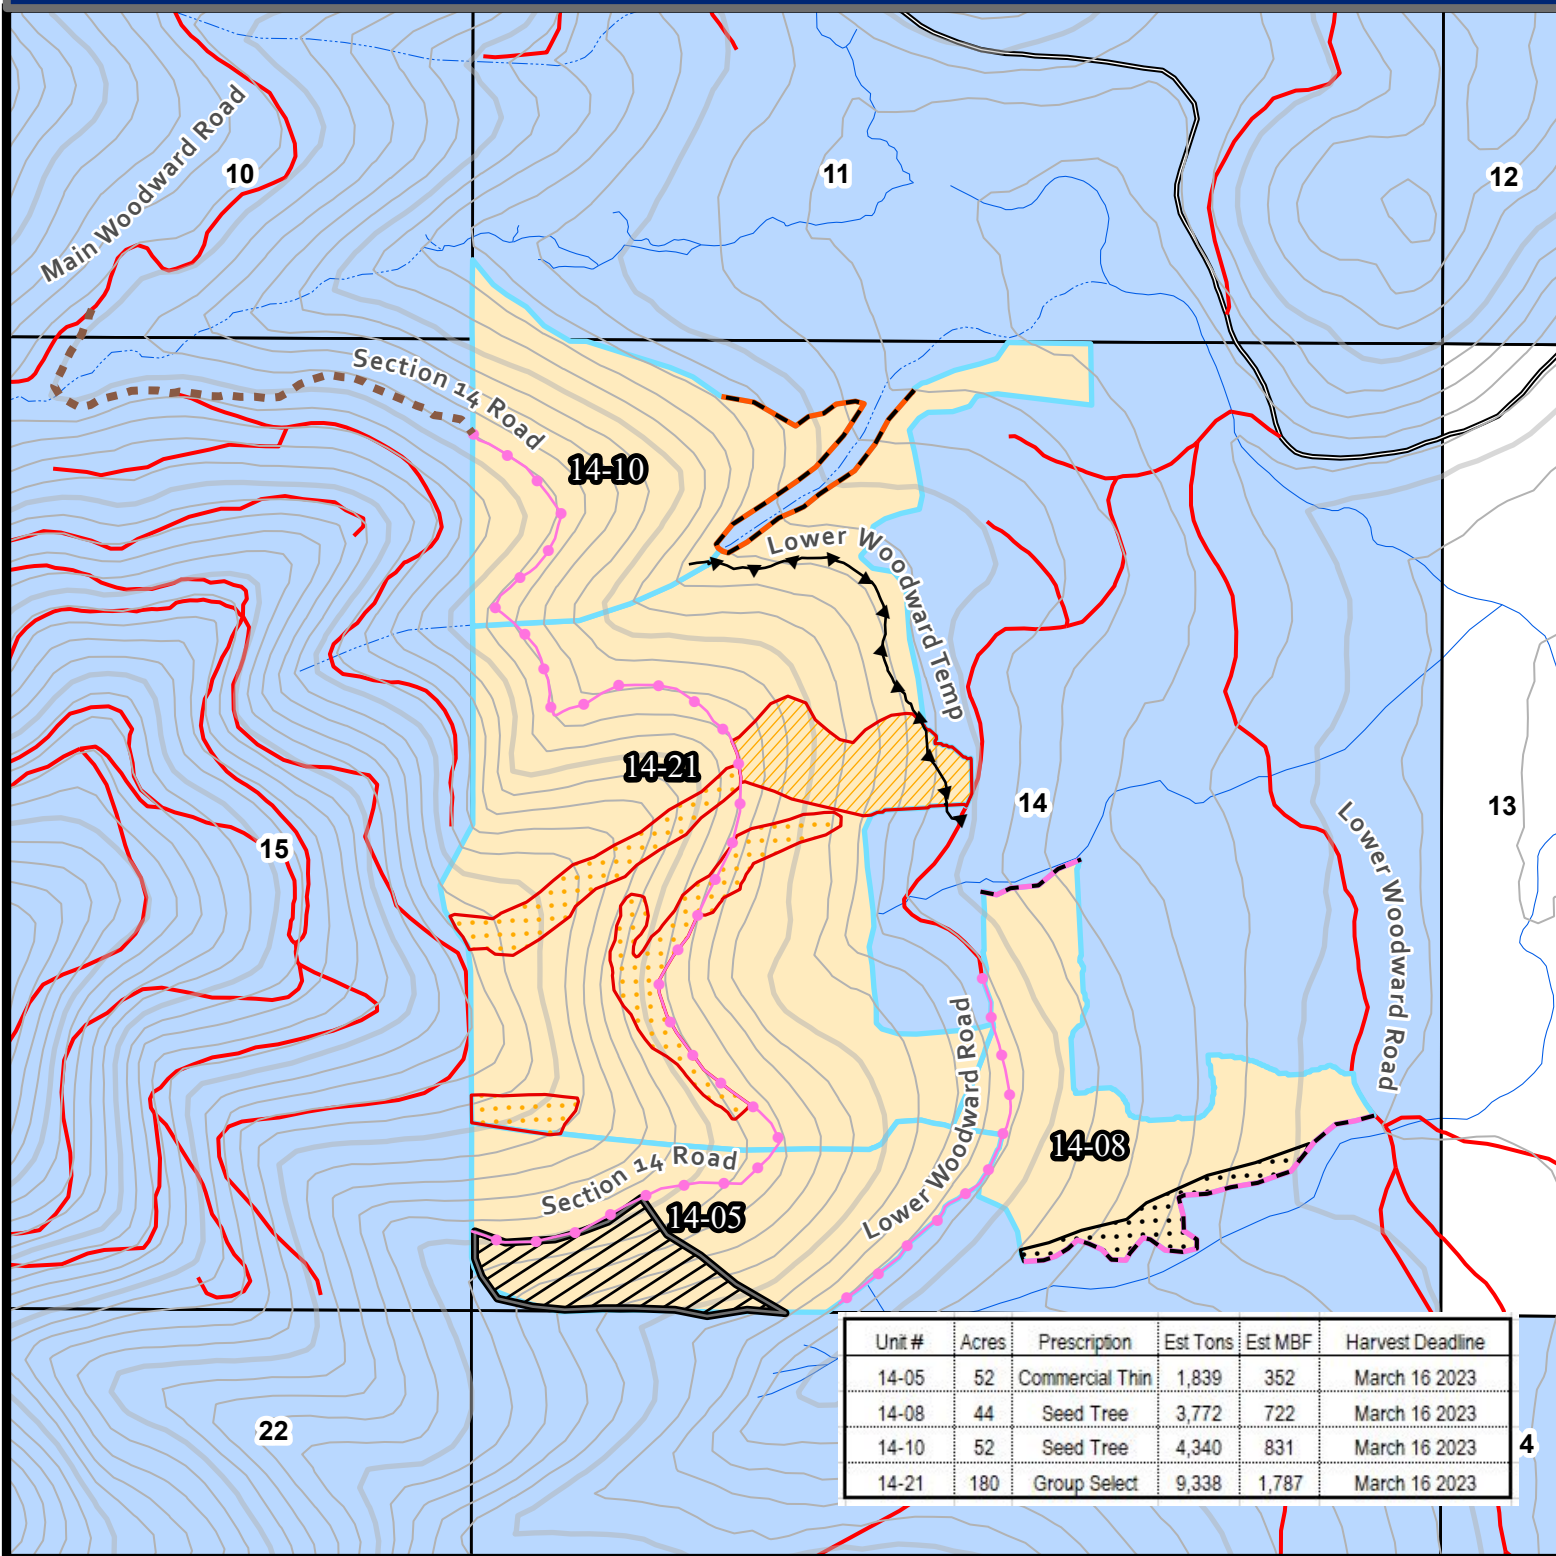 Main Woodward Road
10
11
12
Section 14 Road
14-10
Lower Woodward Temp
14-21
14
13
15
Lower Woodward Road
Lower Woodward Road
14-08
Section 14 Road
14-05
22
4
Unit # Acres Prescription Est Tons Est MBF Harvest Deadline
14-05 52 Commercial Thin 1,839 352 March 16 2023
14-08 44 Seed Tree 3,772 722 March 16 2023
14-10 52 Seed Tree 4,340 831 March 16 2023
14-21 180 Group Select 9,338 1,787 March 16 2023